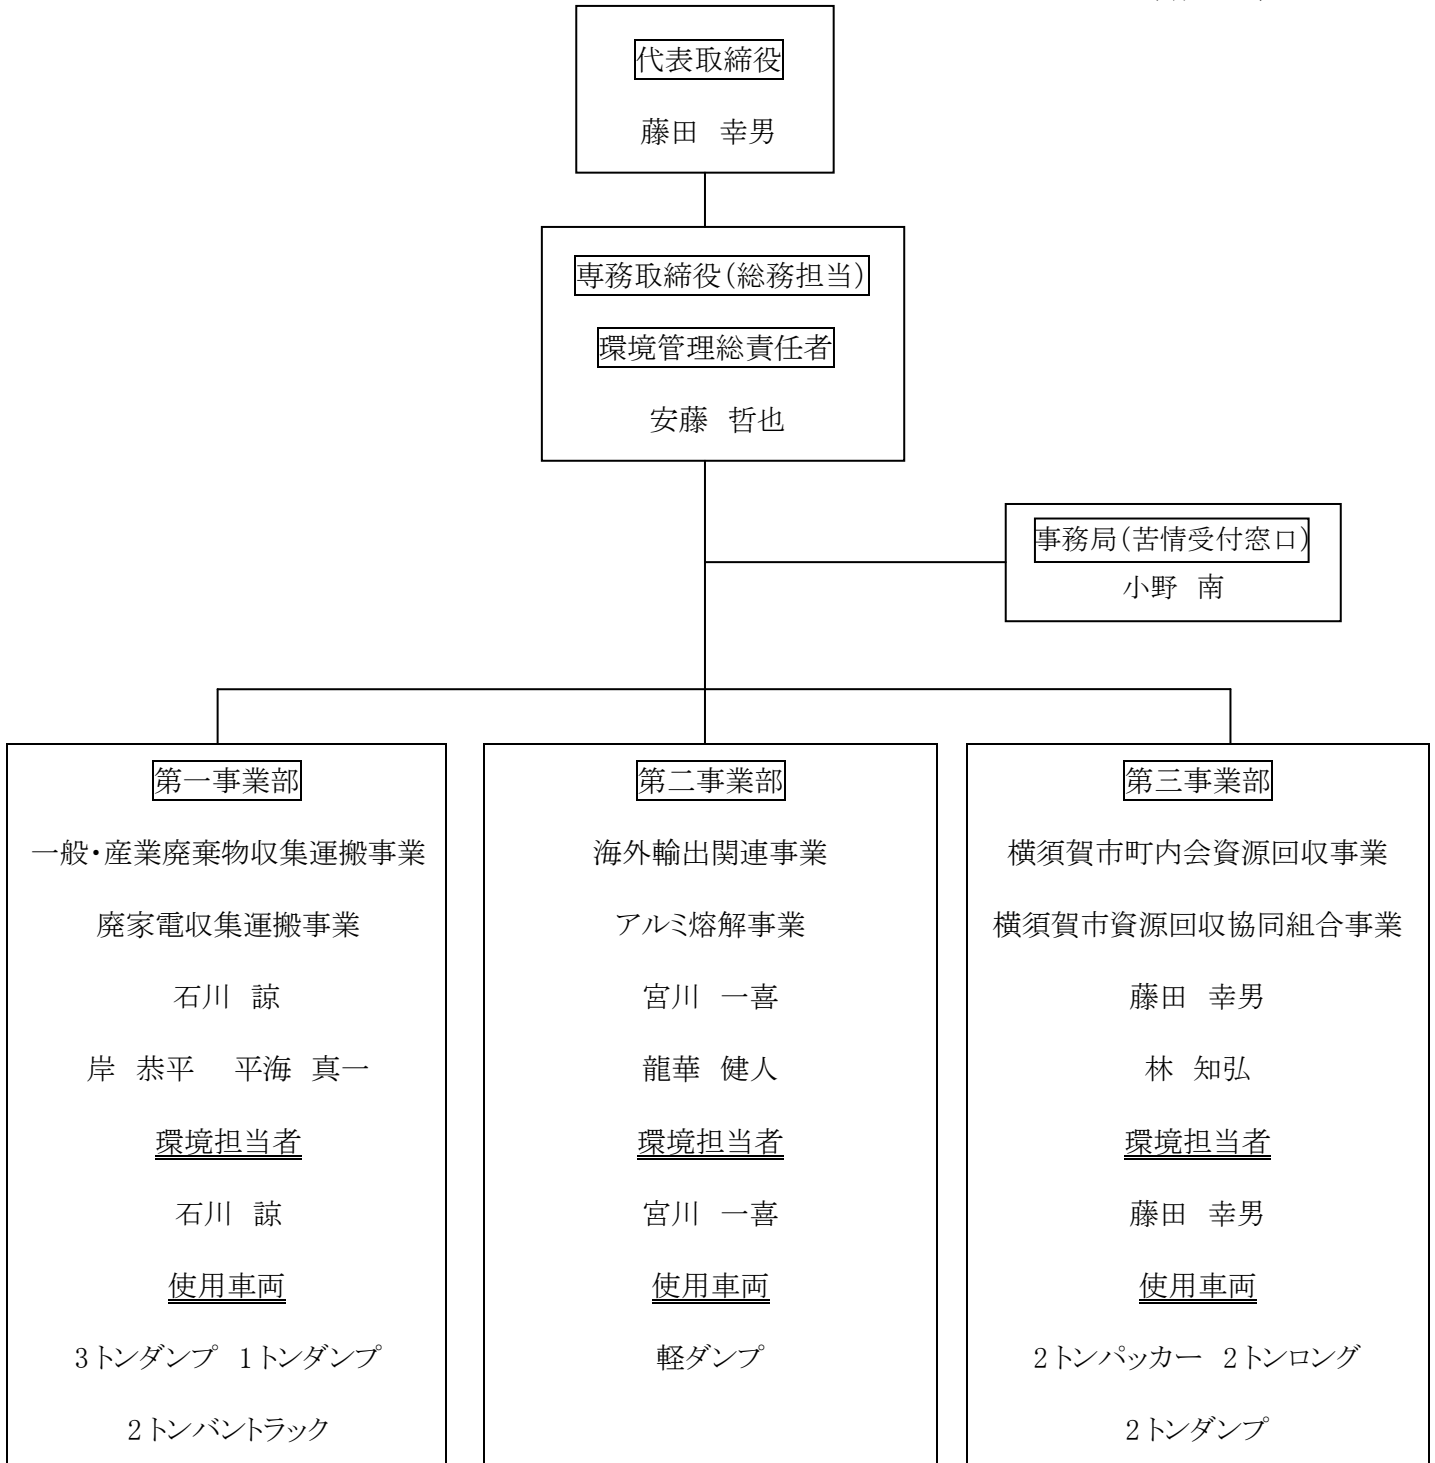 代表取締役
藤田 幸男
専務取締役(総務担当)
環境管理総責任者
安藤 哲也
事務局(苦情受付窓口)
小野 南
第一事業部
一般・産業廃棄物収集運搬事業
廃家電収集運搬事業
石川 諒
岸 恭平 平海 真一
環境担当者
石川 諒
使用車両
3トンダンプ 1トンダンプ
2トンバントラック
第二事業部
海外輸出関連事業
アルミ熔解事業
宮川 一喜
龍華 健人
環境担当者
宮川 一喜
使用車両
軽ダンプ
第三事業部
横須賀市町内会資源回収事業
横須賀市資源回収協同組合事業
藤田 幸男
林 知弘
環境担当者
藤田 幸男
使用車両
2トンパッカー 2トンロング
2トンダンプ